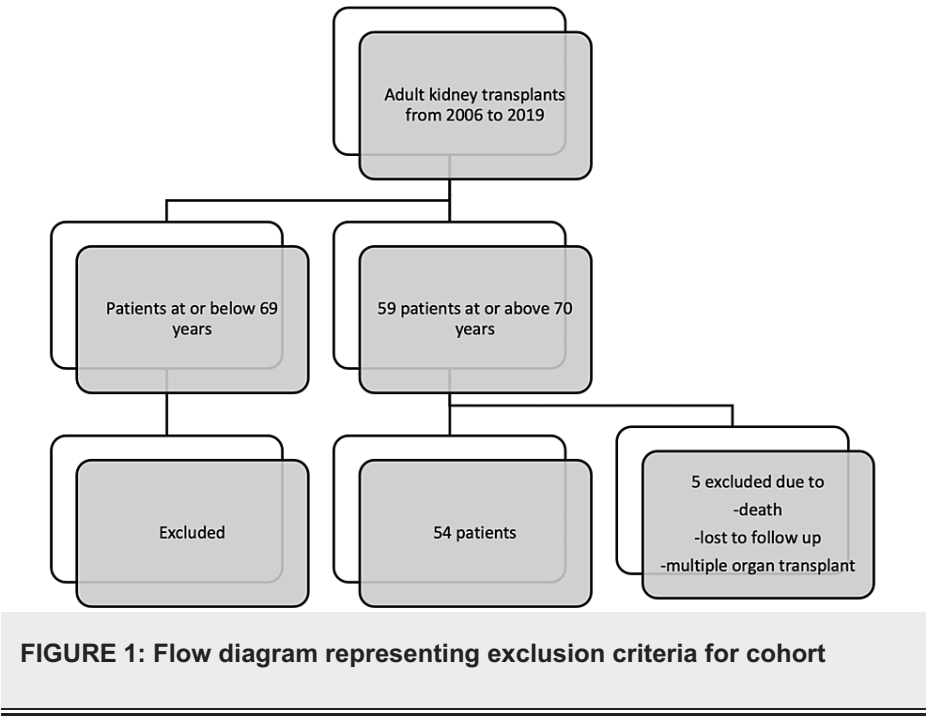 Adult kidney transplants
from 2006 to 2019
Patients at or below 69
years
59 patients at or above 70
years
Excluded
54 patients
5 excluded due to
-death
-lost to follow up
-multiple organ transplant
FIGURE 1: Flow diagram representing exclusion criteria for cohort